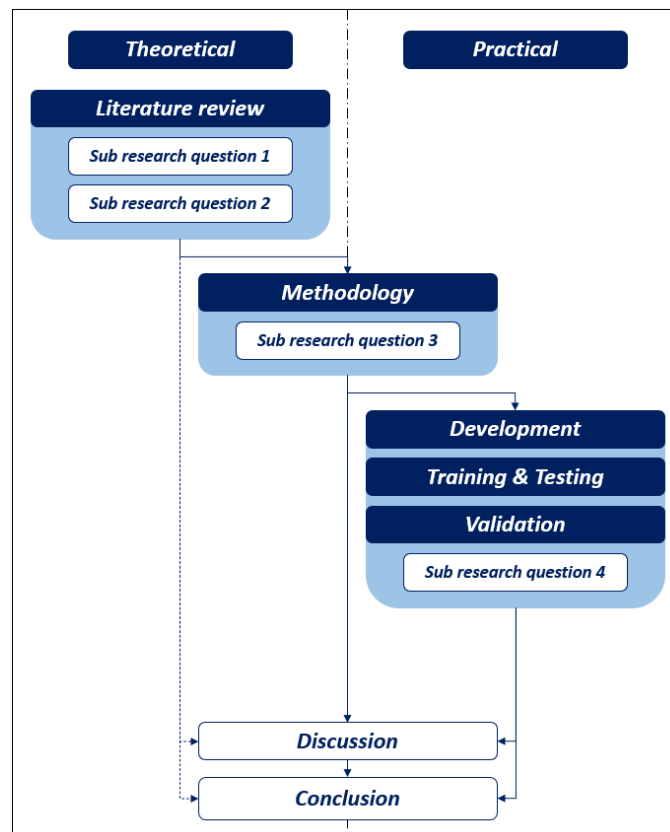 Theoretical
Practical
Literature review
Sub research question 1
Sub research question 2
Methodology
Sub research question 3
Development
Training & Testing
Validation
Sub research question 4
Discussion
Conclusion